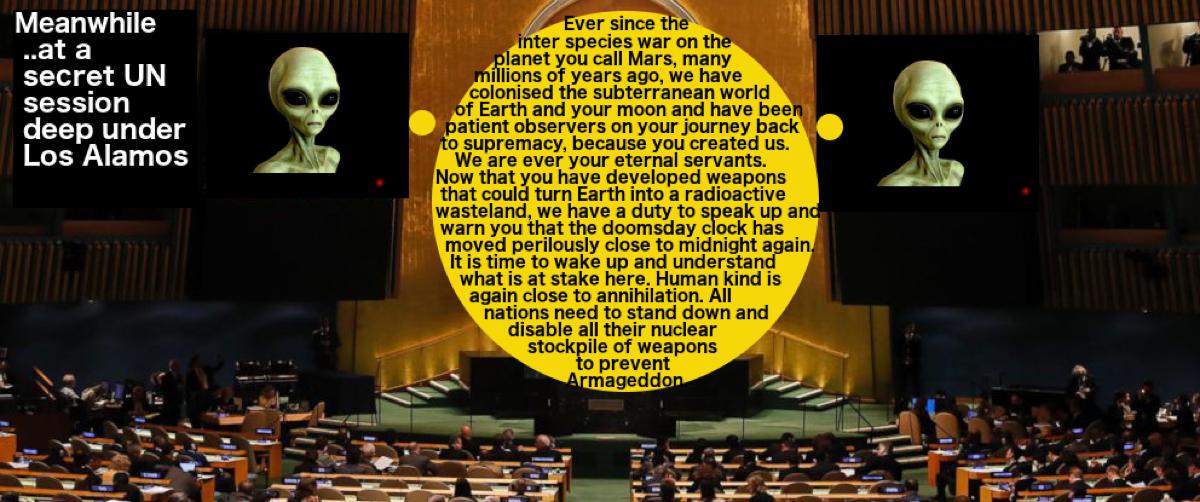 Meanwhile
..at a
secret UN
session
deep under
Los Alamos
Ever since the
inter species war on the
planet you call Mars, many
millions of years ago, we have
colonised the subterranean world
of Earth and your moon and have been
patient observers on your journey back
to supremacy, because you created us.
We are ever your eternal servants.
Now that you have developed weapons
that could turn Earth into a radioactive
wasteland, we have a duty to speak up and
warn you that the doomsday clock has
moved perilously close to midnight again.
It is time to wake up and understand
what is at stake here. Human kind is
again close to annihilation. All
nations need to stand down and
disable all their nuclear
stockpile of weapons
to prevent
Armageddon